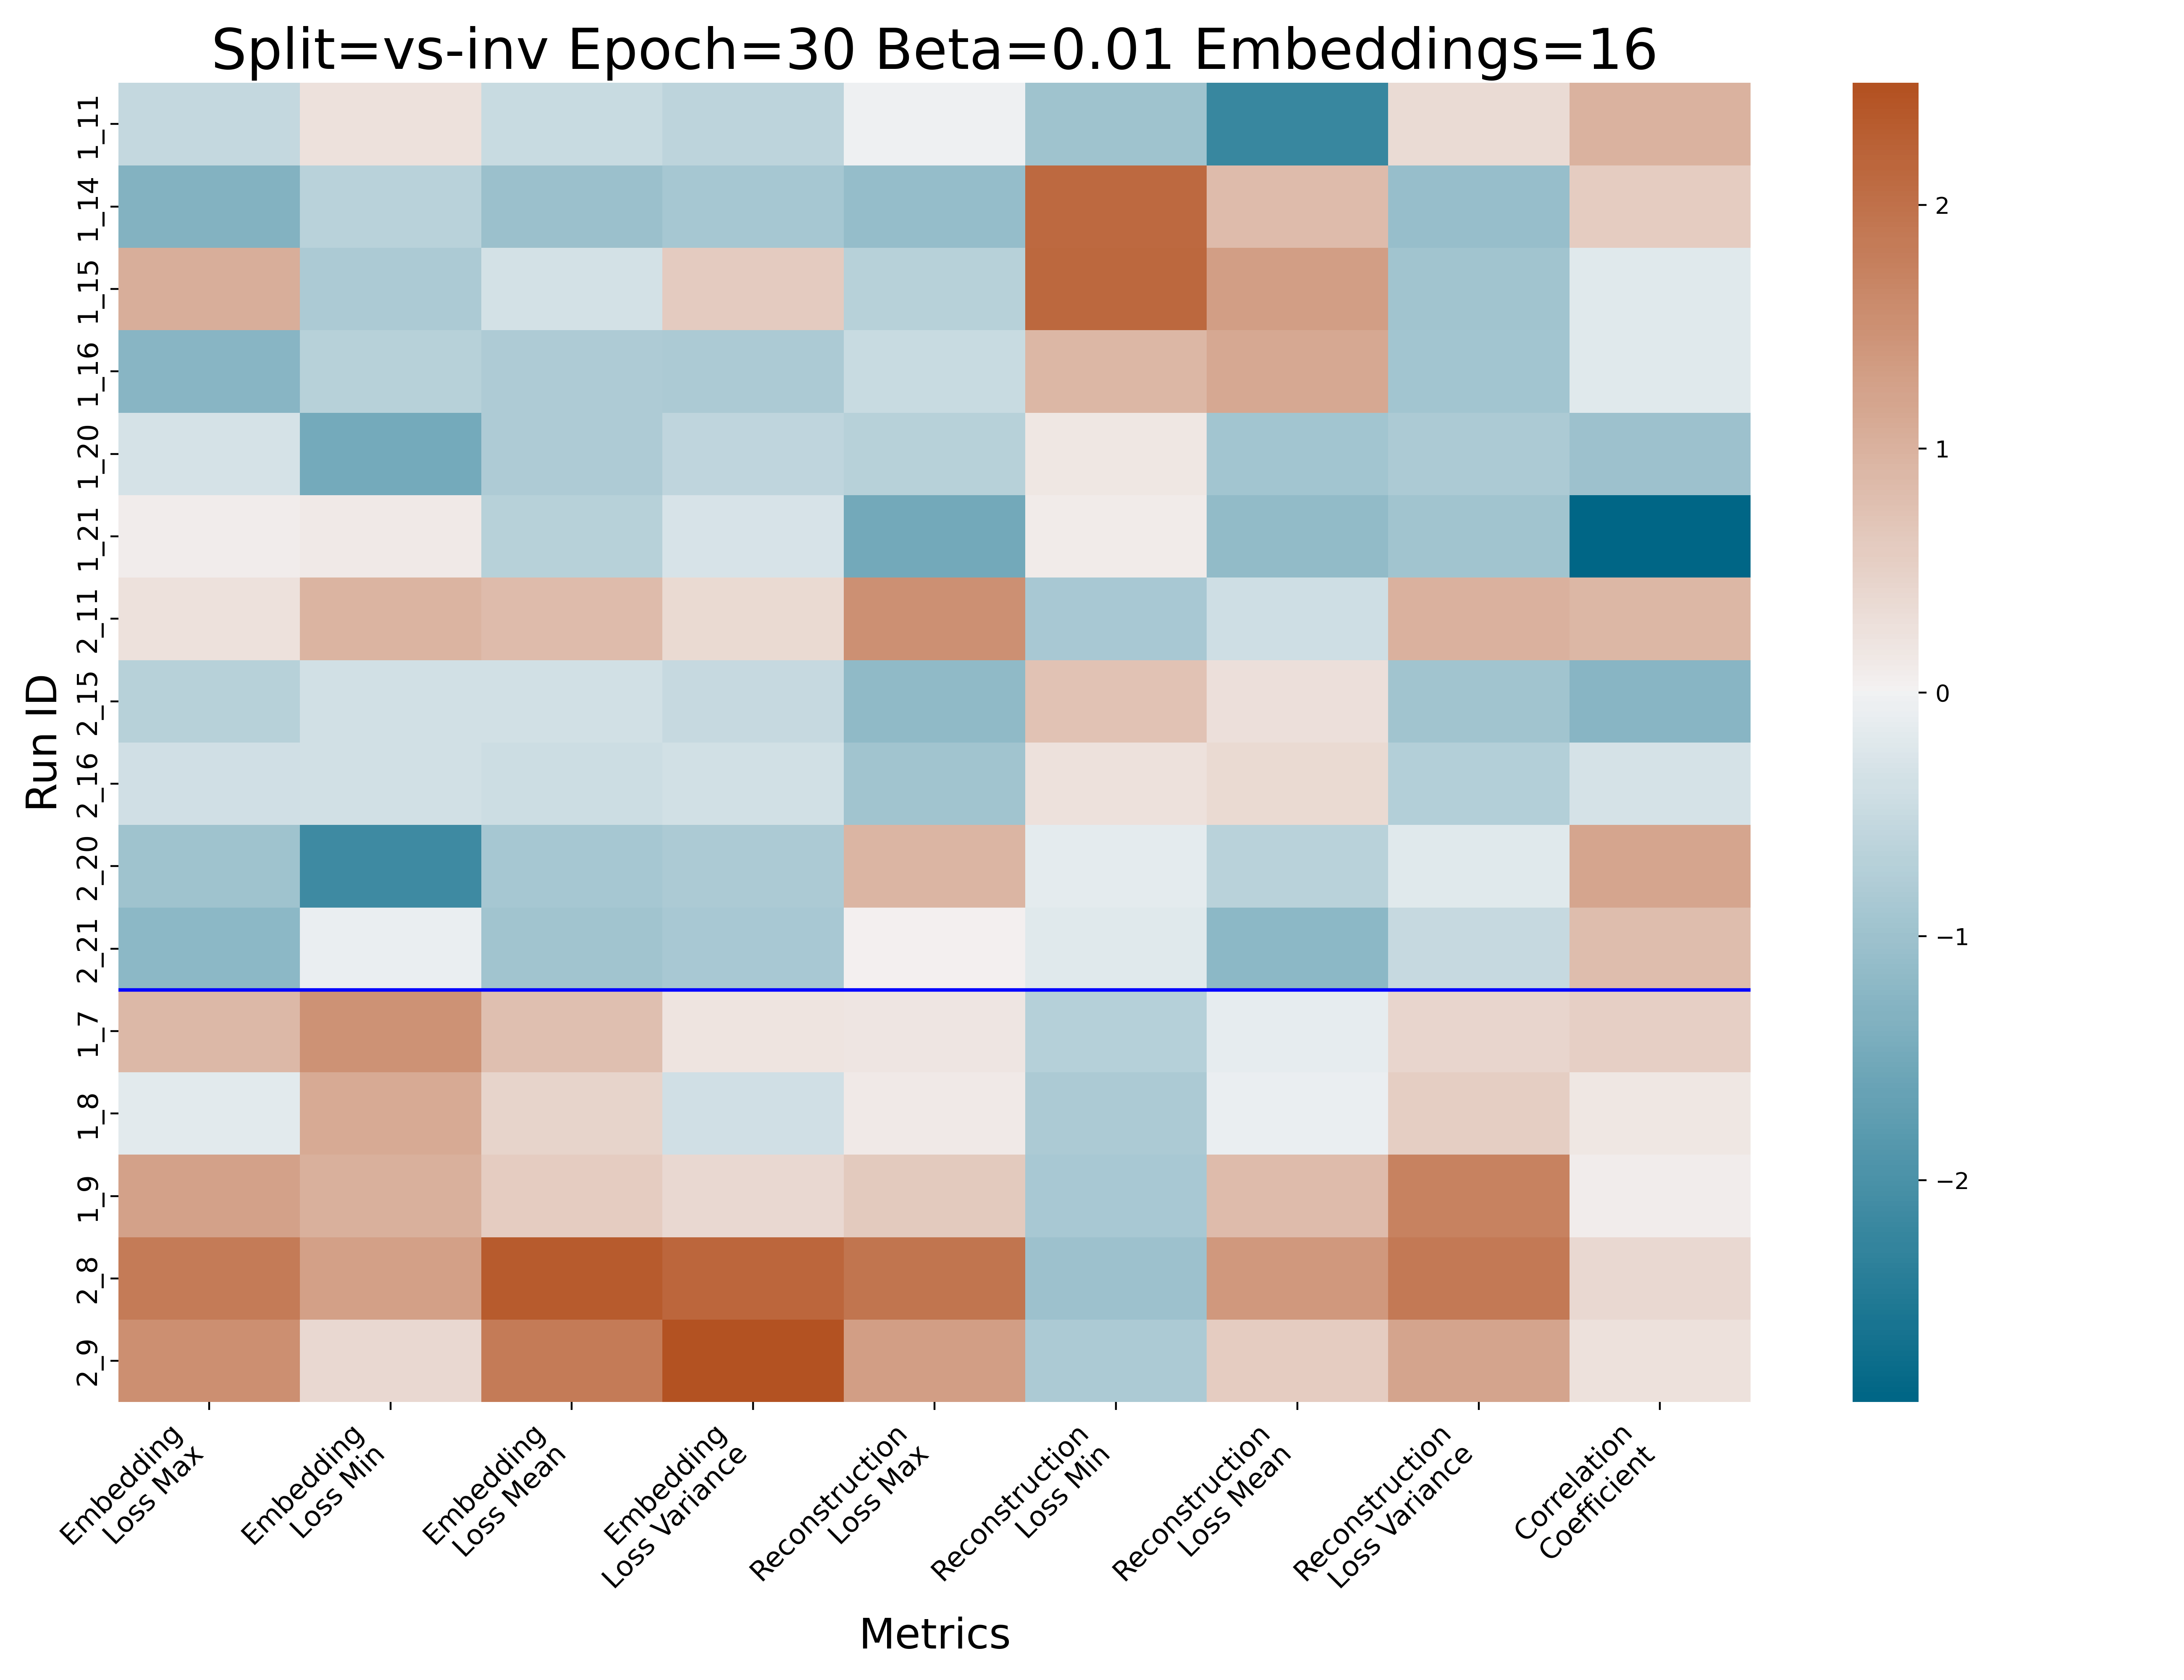 Split=vs-inv Epoch=30 Beta=0.01 Embeddings=16
Run ID
1_11
1_14
1_15
1_16
1_20
1_21
2_11
2_15
2_16
2_20
2_21
1_7
1_8
1_9
2_8
2_9
Embedding
Loss Max
Embedding
Loss Min
Embedding
Loss Mean
Embedding
Loss Variance
Reconstruction
Loss Max
Reconstruction
Loss Min
Reconstruction
Loss Mean
Reconstruction
Loss Variance
Correlation
Coefficient
Metrics
2
1
0
−1
−2